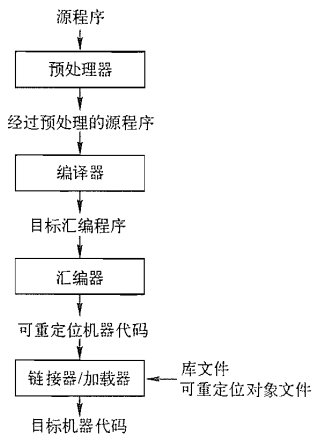 源程序
预处理器
经过预处理的源程序
编译器
目标汇编程序
汇编器
可重定位机器代码
链接器/加载器
库文件
可重定位对象文件
目标机器代码